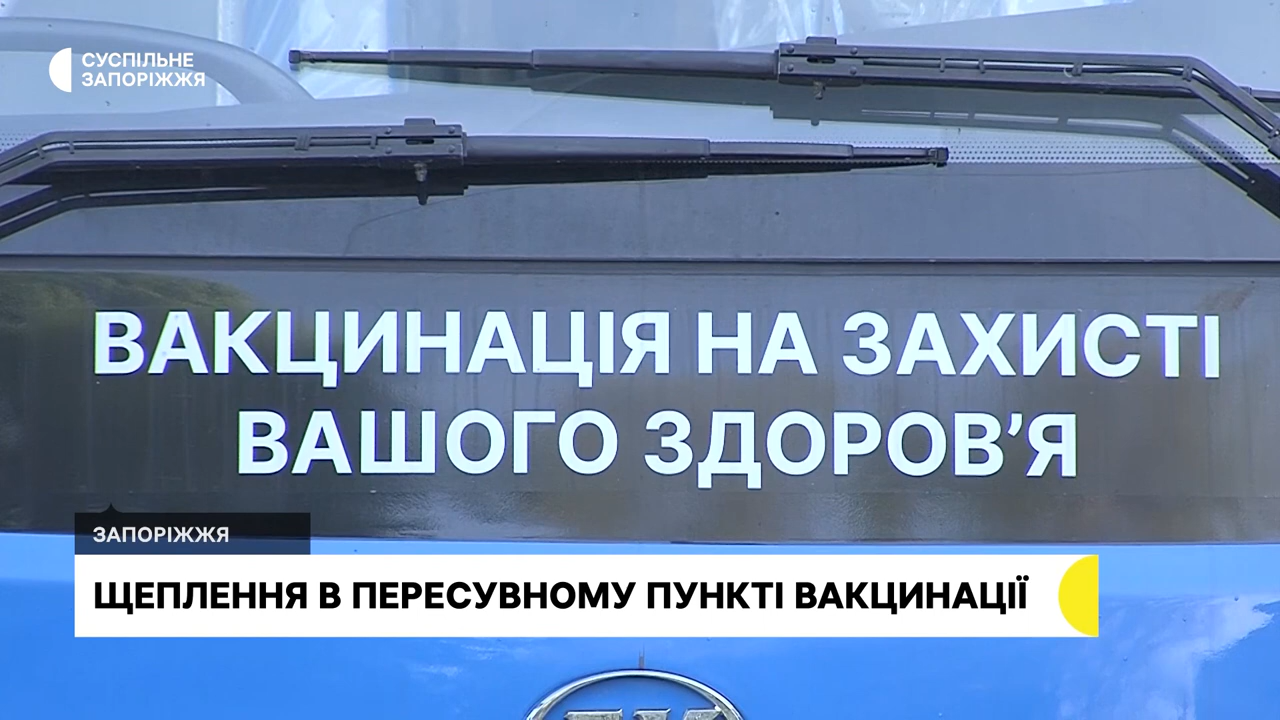 СУСПІЛЬНЕ
ЗАПОРІЖЖЯ
ВАКЦИНАЦІЯ НА ЗАХИСТІ
ВАШОГО ЗДОРОВ’Я
ЗАПОРІЖЖЯ
ЩЕПЛЕННЯ В ПЕРЕСУВНОМУ ПУНКТІ ВАКЦИНАЦІЇ